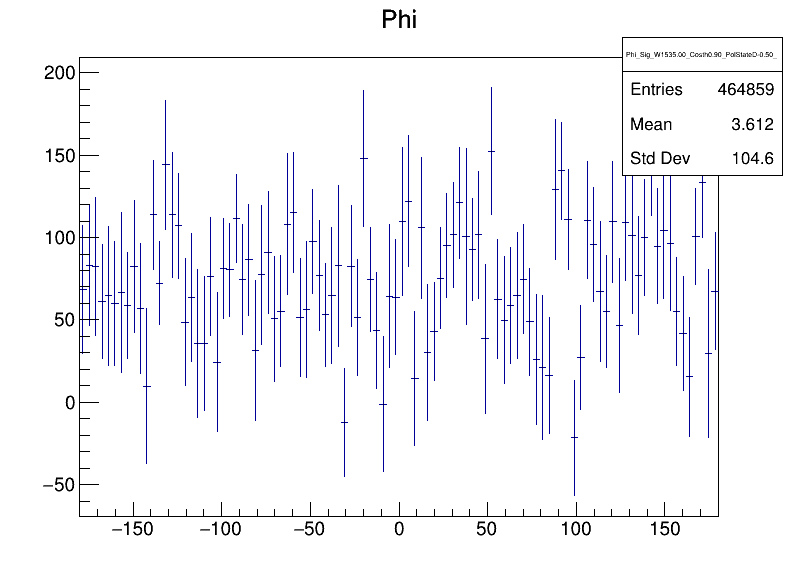 Phi
Phi_Sig_W1535.00_Costh0.90_PolStateD-0.50_
Entries 464859
Mean 3.612
Std Dev 104.6
200
150
100
50
0
−50
−150 −100 −50 0 50 100 150